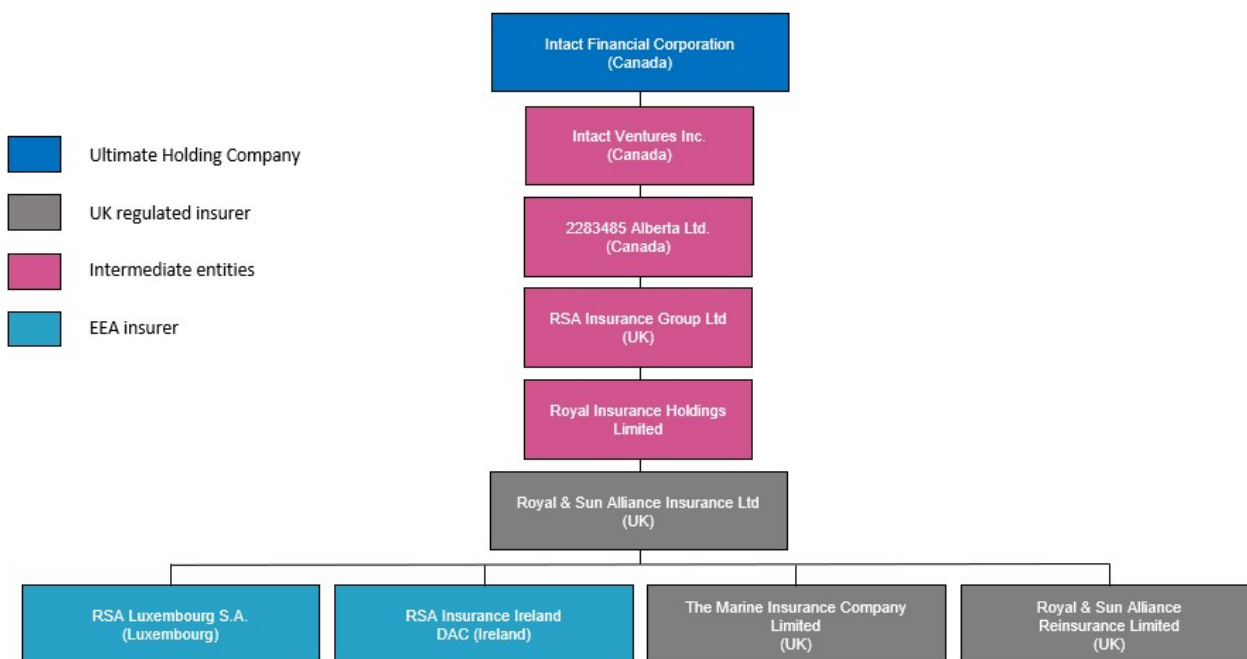 Intact Financial Corporation
(Canada)
Intact Ventures Inc.
(Canada)
Ultimate Holding Company
UK regulated insurer
2283485 Alberta Ltd.
(Canada)
Intermediate entities
RSA Insurance Group Ltd
(UK)
EEA insurer
Royal Insurance Holdings
Limited
Royal & Sun Alliance Insurance Ltd
(UK)
RSA Luxembourg S.A.
(Luxembourg)
RSA Insurance Ireland
DAC (Ireland)
The Marine Insurance Company
Limited
(UK)
Royal & Sun Alliance
Reinsurance Limited
(UK)